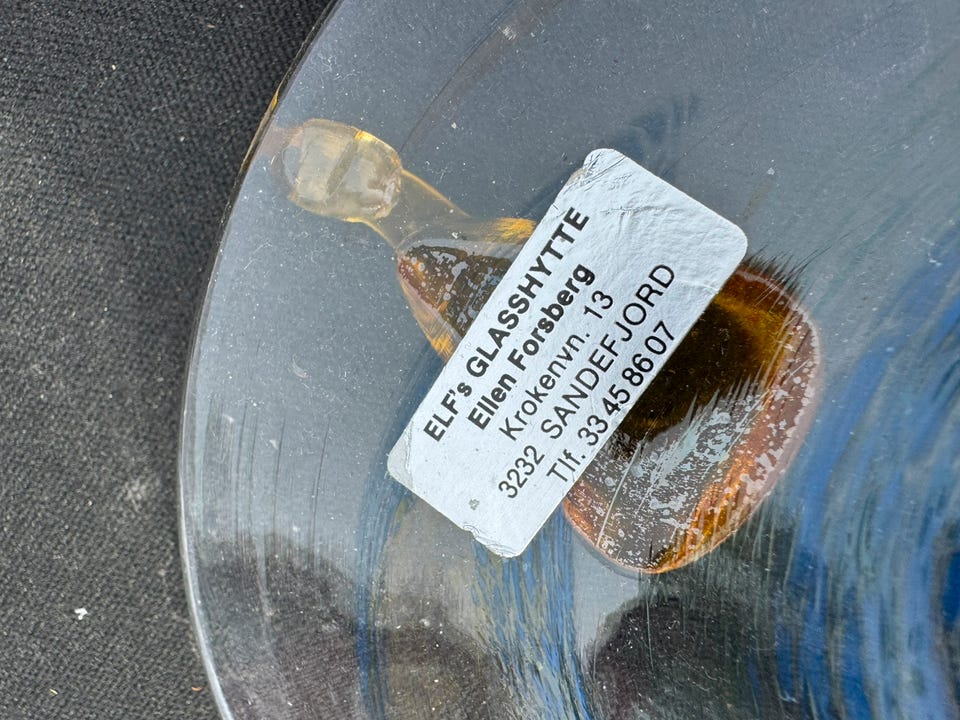 ELF's GLASSHYTTE
Ellen Forsberg
Krokenvn. 13
3232 SANDEFJORD
Tlf. 33 45 86 07